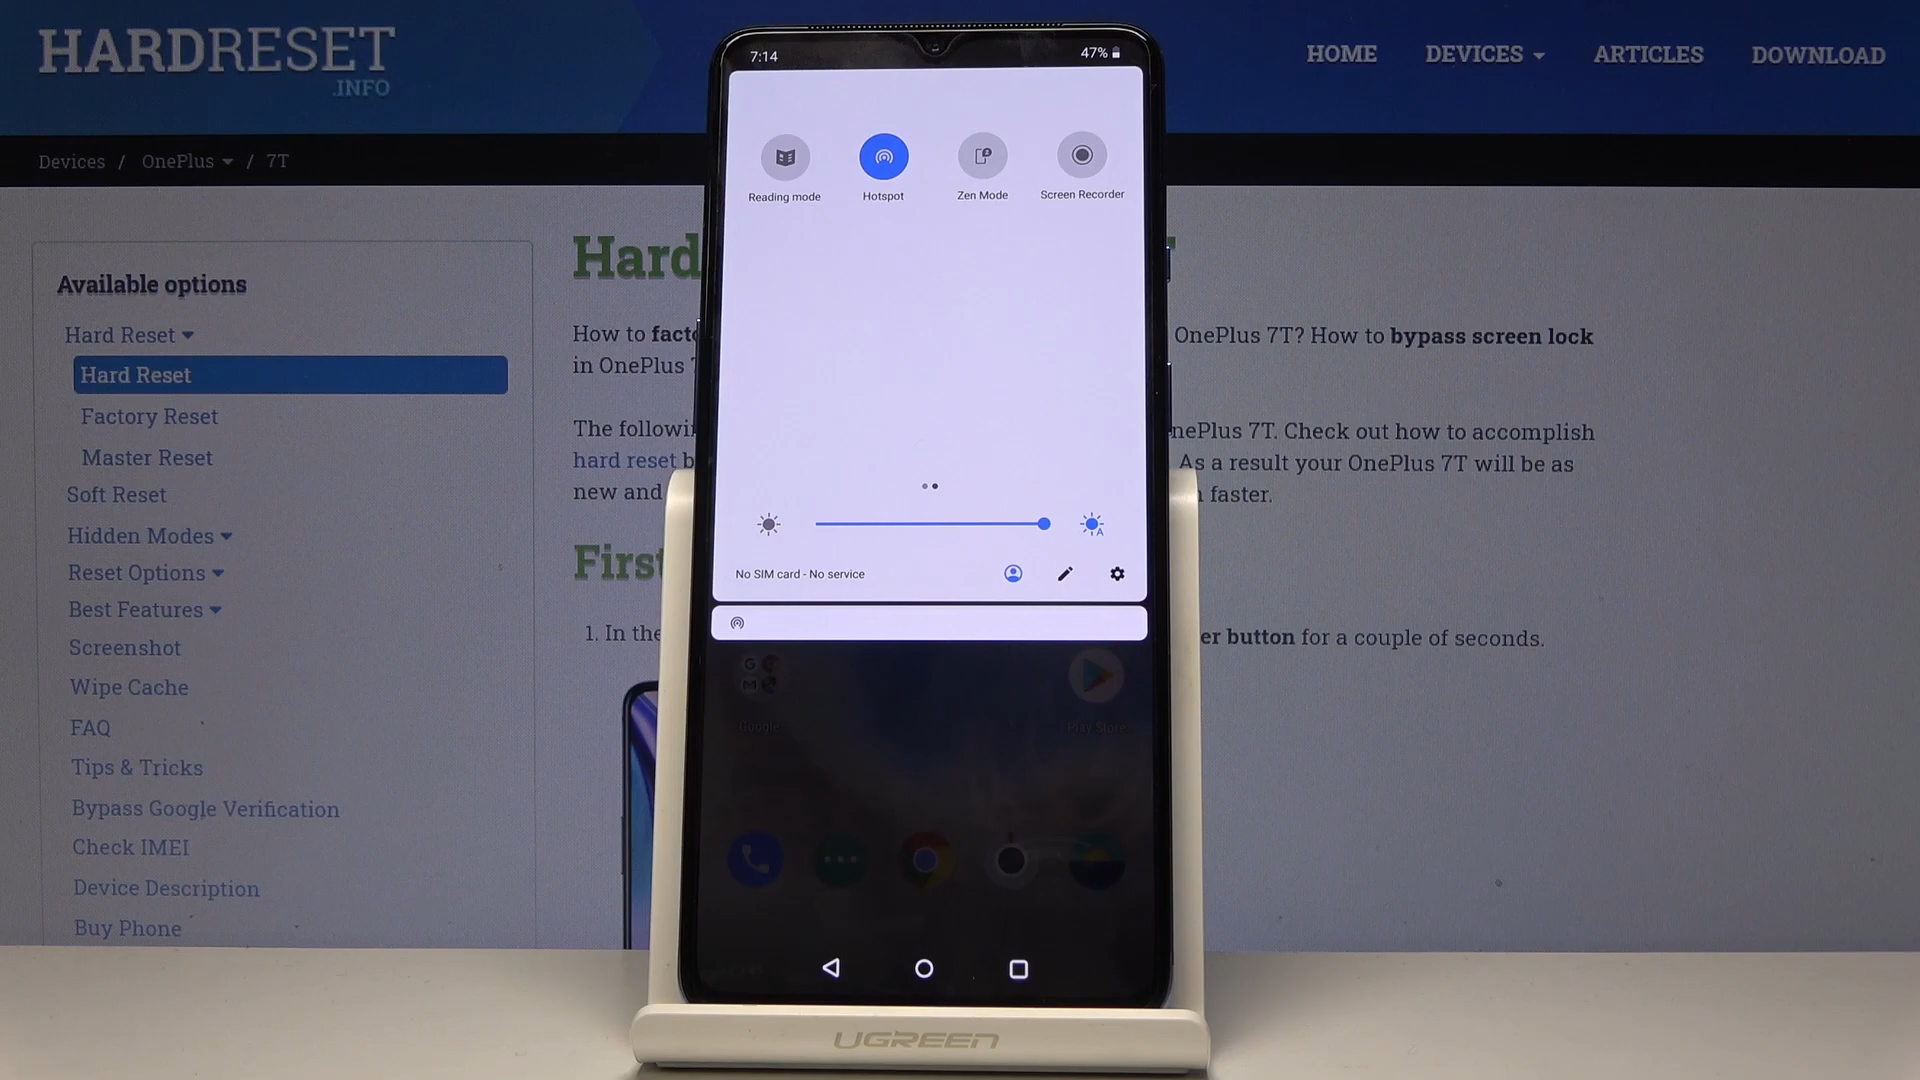 HARDRESET
.INFO
HOME DEVICES ARTICLES DOWNLOAD
Devices / OnePlus / 7T
Available options
Hard Reset
Hard Reset
Factory Reset
Master Reset
Soft Reset
Hidden Modes
Reset Options
Best Features
Screenshot
Wipe Cache
FAQ
Tips & Tricks
Bypass Google Verification
Check IMEI
Device Description
Buy Phone
Hard
How to OnePlus 7T? How to bypass screen lock
in OnePlus
The 7T. Check out how to accomplish
hard reset As a result your OnePlus 7T will be as
new and faster.
First
1. In the button for a couple of seconds.
7:14 47%
Reading mode Hotspot Zen Mode Screen Recorder
No SIM card - No service
Google Play Store
UGREEN